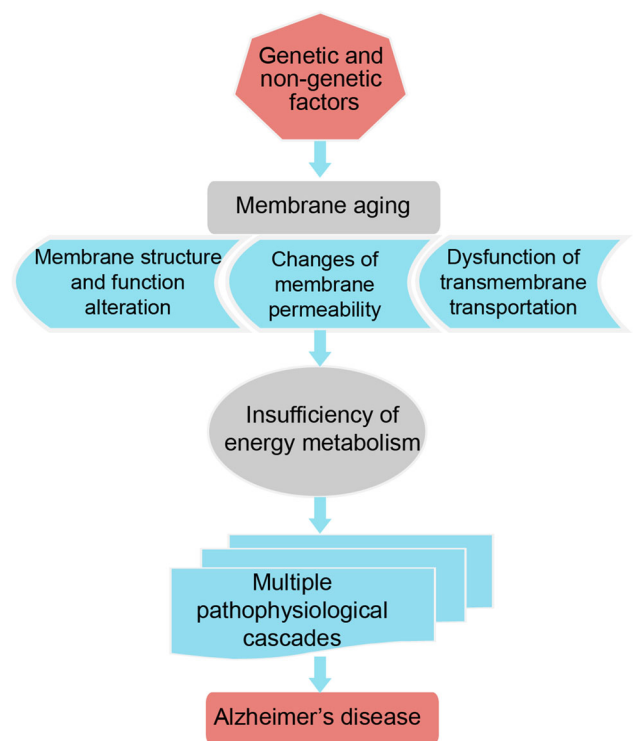 Genetic and
non-genetic
factors
Membrane aging
Membrane structure
and function
alteration
Changes of
membrane
permeability
Dysfunction of
transmembrane
transportation
Insufficiency of
energy metabolism
Multiple
pathophysiological
cascades
Alzheimer’s disease